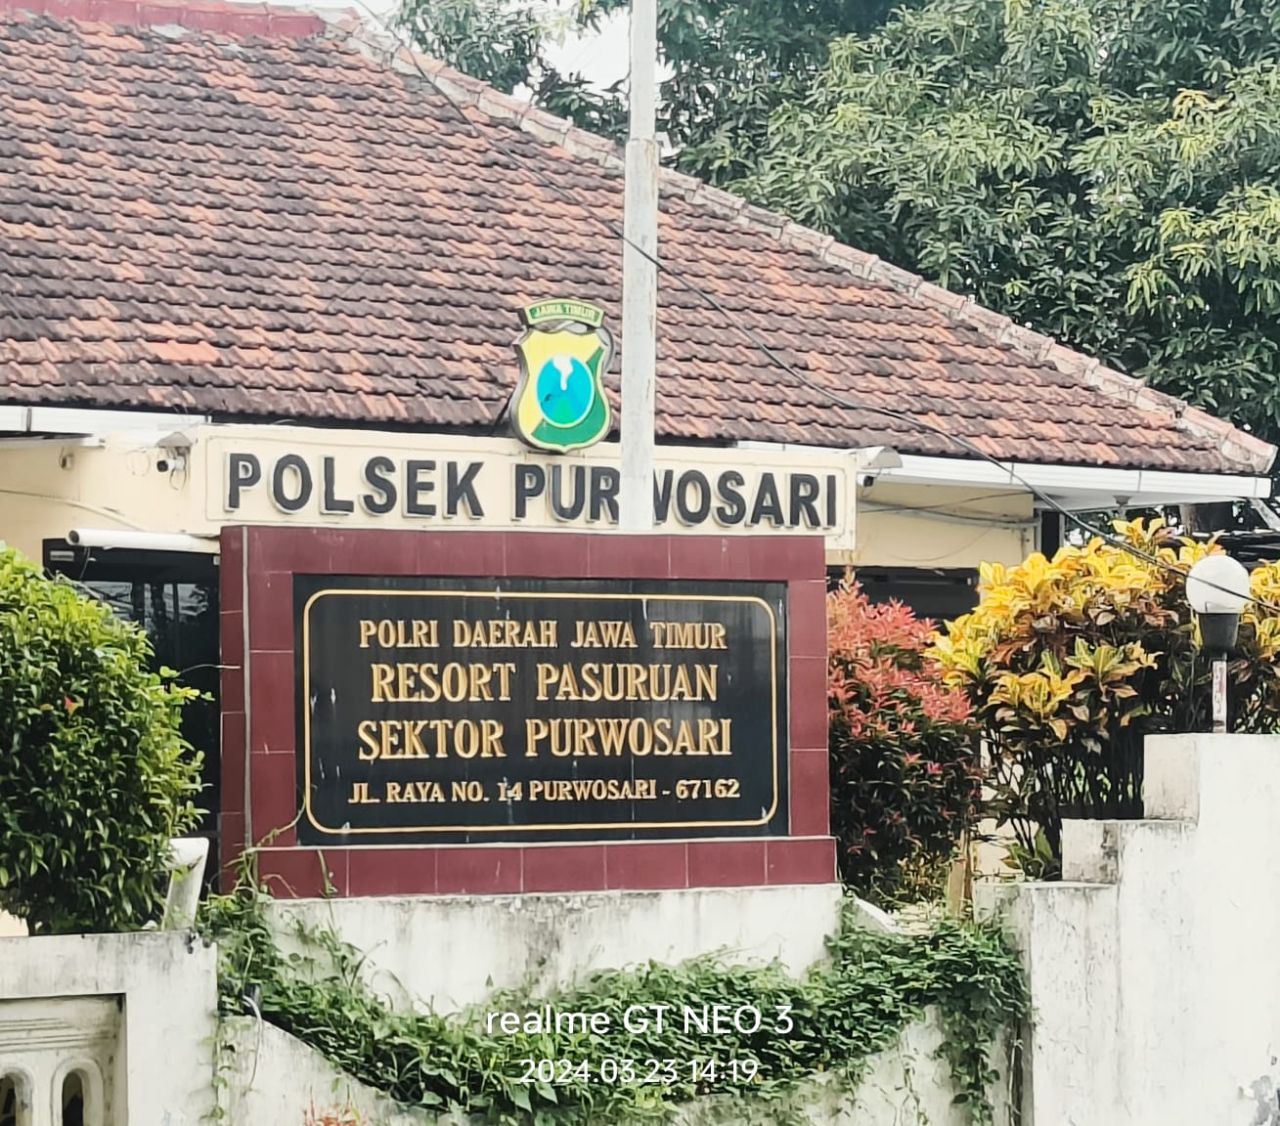 JAWA TIMUR
POLSEK PURWOSARI
POLRI DAERAH JAWA TIMUR
RESORT PASURUAN
SEKTOR PURWOSARI
JL. RAYA NO. 14 PURWOSARI - 67162
realme GT NEO 3
2024.03.23 14:19